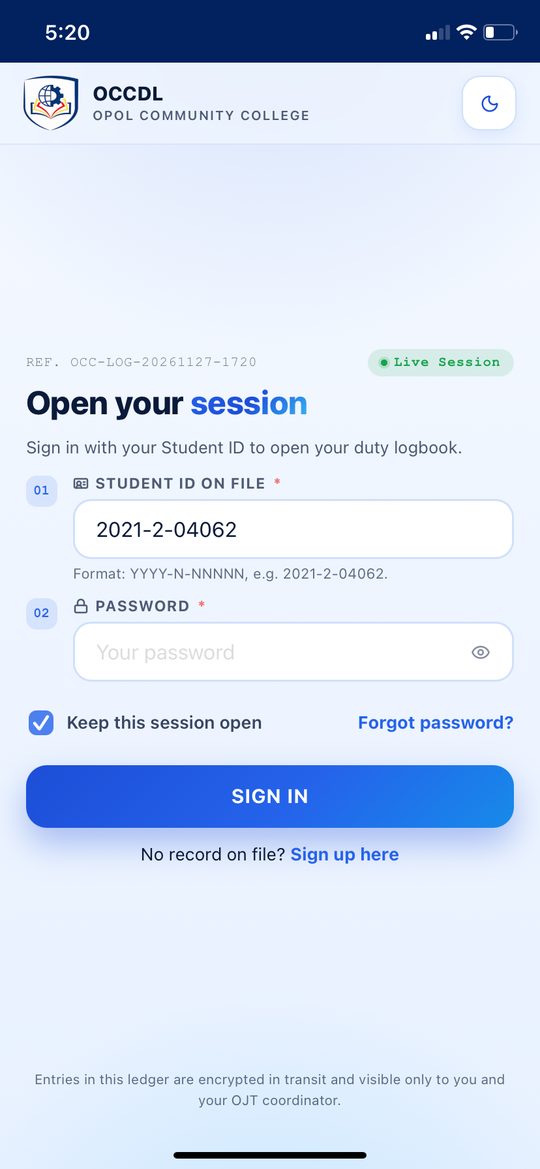 5:20
OCCDL
OPOL COMMUNITY COLLEGE
REF. OCC-LOG-20261127-1720
Live Session
Open your session
Sign in with your Student ID to open your duty logbook.
01
STUDENT ID ON FILE *
2021-2-04062
Format: YYYY-N-NNNNN, e.g. 2021-2-04062.
02
PASSWORD *
Your password
Keep this session open
Forgot password?
SIGN IN
No record on file? Sign up here
Entries in this ledger are encrypted in transit and visible only to you and
your OJT coordinator.